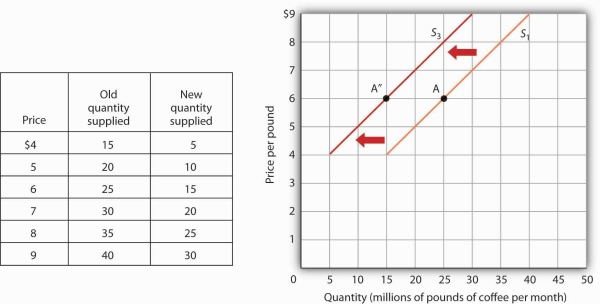 Price Old quantity supplied New quantity supplied
$4 15 5
5 20 10
6 25 15
7 30 20
8 35 25
9 40 30
Price per pound
$9
8
7
6
5
4
3
2
1
S3
S1
A"
A
0 5 10 15 20 25 30 35 40 45 50
Quantity (millions of pounds of coffee per month)